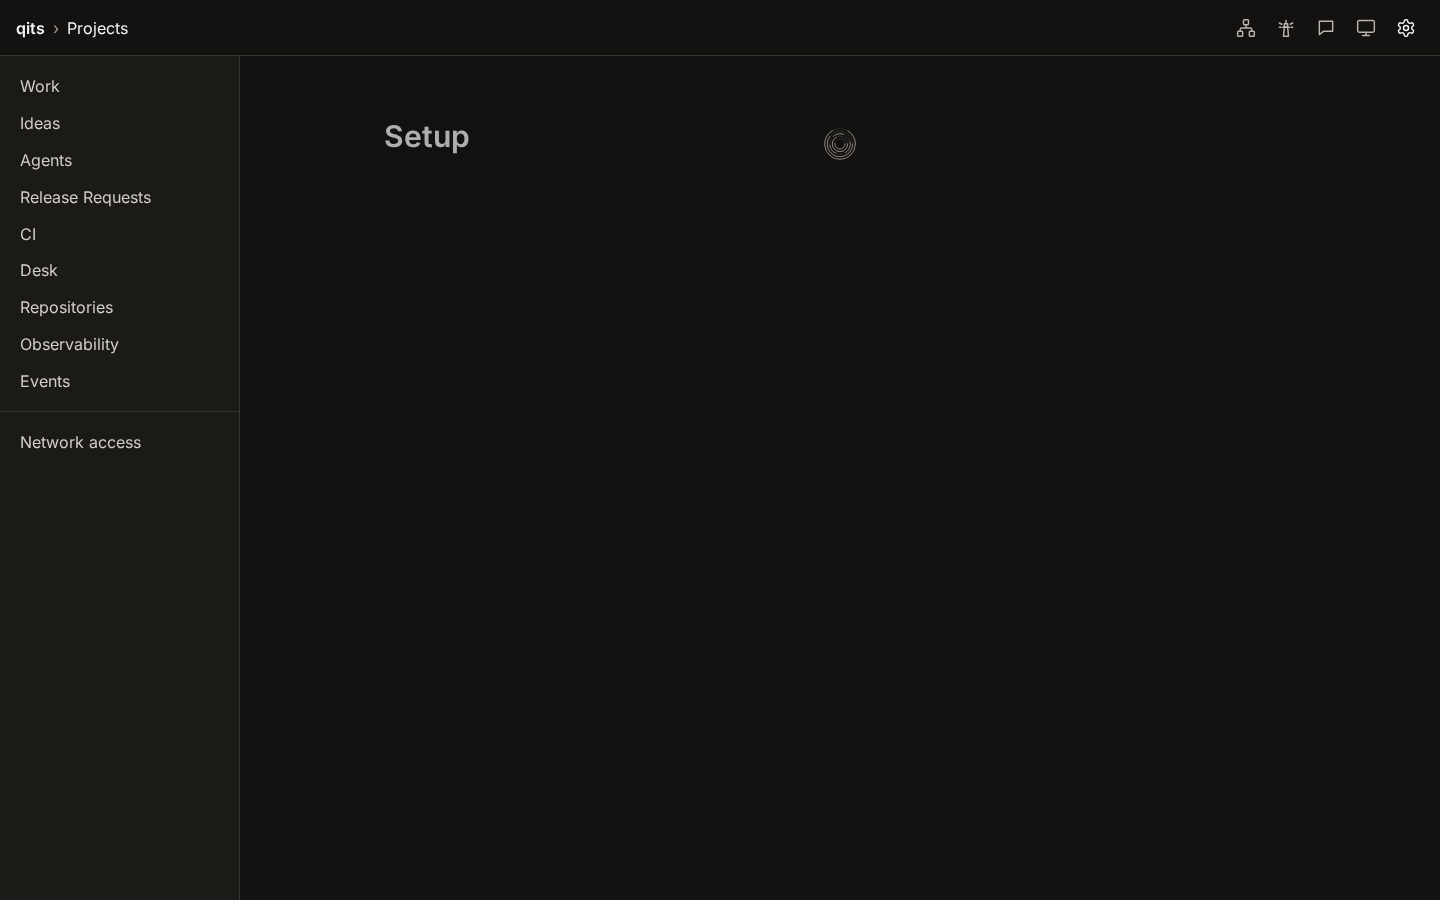 qits › Projects
Work
Ideas
Agents
Release Requests
CI
Desk
Repositories
Observability
Events
Network access
Setup